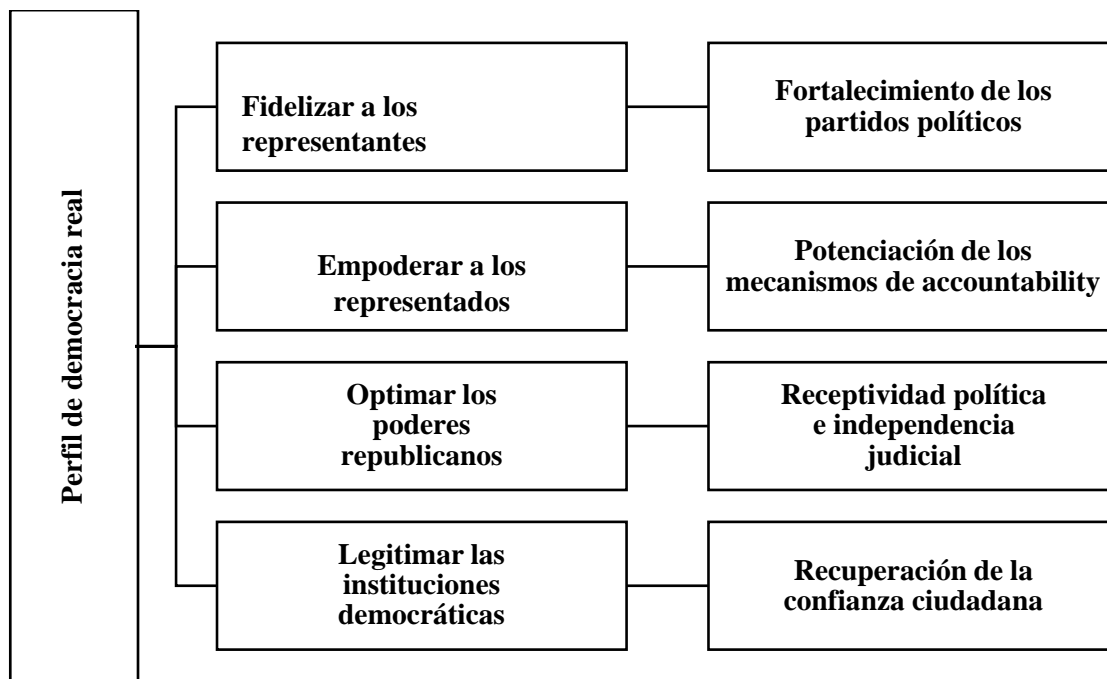 Perfil de democracia real
Fidelizar a los
representantes
Fortalecimiento de los
partidos políticos
Empoderar a los
representados
Potenciación de los
mecanismos de accountability
Optimar los
poderes
republicanos
Receptividad política
e independencia
judicial
Legitimar las
instituciones
democráticas
Recuperación de la
confianza ciudadana